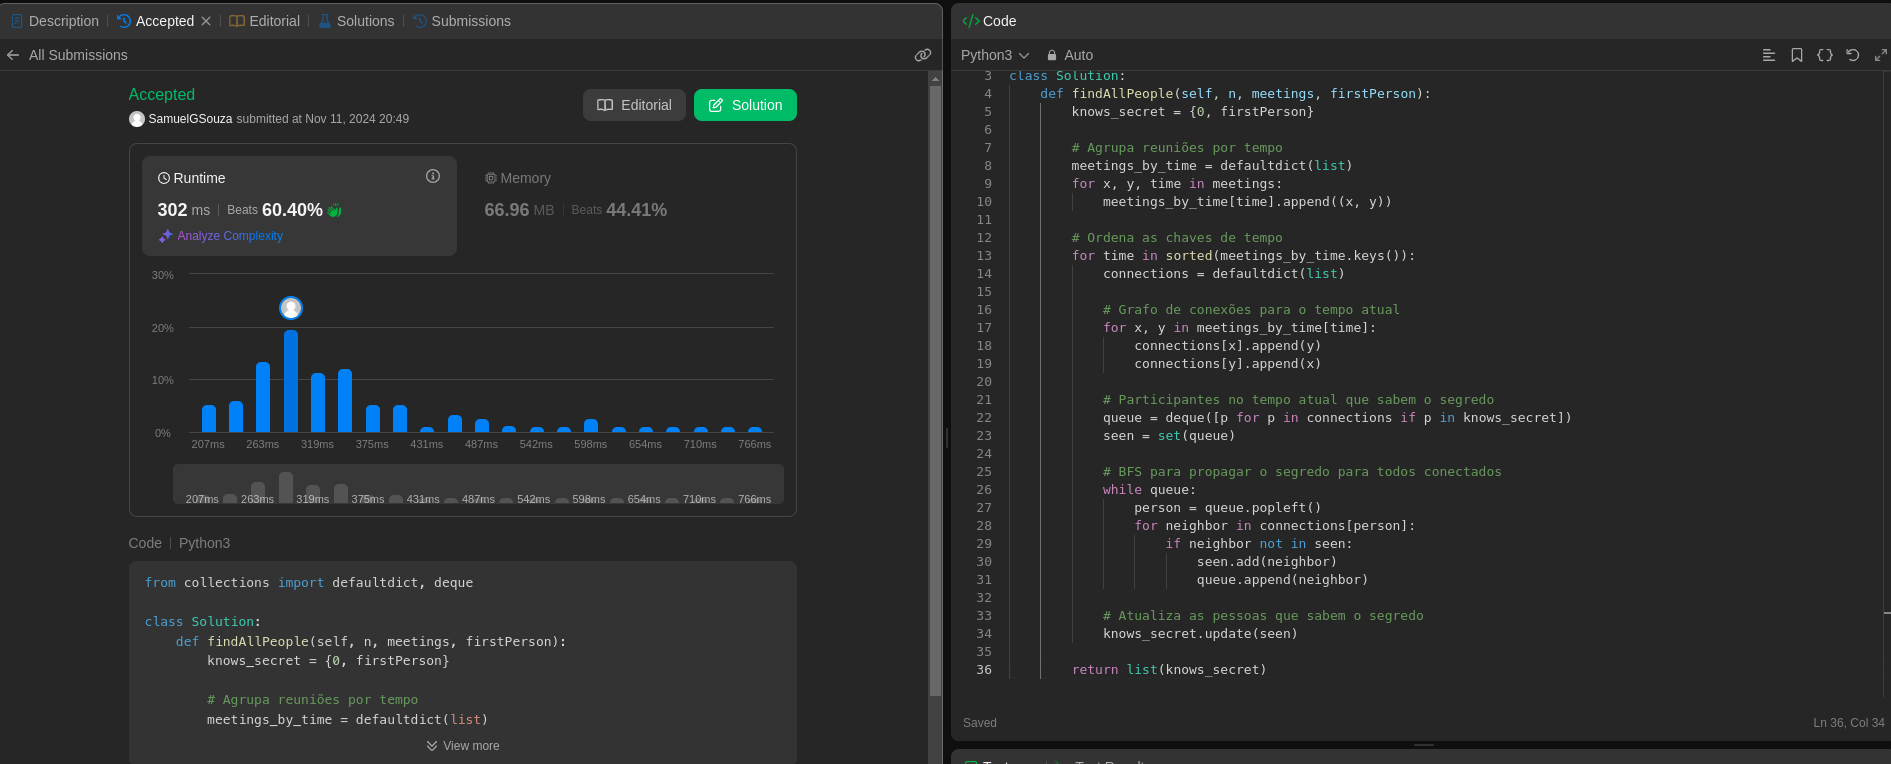 Description | Accepted | Editorial | Solutions | Submissions
All Submissions
Accepted
SamuelGSouza submitted at Nov 11, 2024 20:49
Editorial
Solution
Runtime
302 ms | Beats 60.40%
Analyze Complexity
Memory
66.96 MB | Beats 44.41%
30%
20%
10%
0%
207ms 263ms 319ms 375ms 431ms 487ms 542ms 598ms 654ms 710ms 766ms
207ms 263ms 319ms 375ms 431ms 487ms 542ms 598ms 654ms 710ms 766ms
Code | Python3
from collections import defaultdict, deque
class Solution:
    def findAllPeople(self, n, meetings, firstPerson):
        knows_secret = {0, firstPerson}
        # Agrupa reuniões por tempo
        meetings_by_time = defaultdict(list)
View more
Code
Python3 Auto
3 class Solution:
4     def findAllPeople(self, n, meetings, firstPerson):
5         knows_secret = {0, firstPerson}
6
7         # Agrupa reuniões por tempo
8         meetings_by_time = defaultdict(list)
9         for x, y, time in meetings:
10             meetings_by_time[time].append((x, y))
11
12         # Ordena as chaves de tempo
13         for time in sorted(meetings_by_time.keys()):
14             connections = defaultdict(list)
15
16             # Grafo de conexões para o tempo atual
17             for x, y in meetings_by_time[time]:
18                 connections[x].append(y)
19                 connections[y].append(x)
20
21             # Participantes no tempo atual que sabem o segredo
22             queue = deque([p for p in connections if p in knows_secret])
23             seen = set(queue)
24
25             # BFS para propagar o segredo para todos conectados
26             while queue:
27                 person = queue.popleft()
28                 for neighbor in connections[person]:
29                     if neighbor not in seen:
30                         seen.add(neighbor)
31                         queue.append(neighbor)
32
33             # Atualiza as pessoas que sabem o segredo
34             knows_secret.update(seen)
35
36         return list(knows_secret)
Saved
Ln 36, Col 34